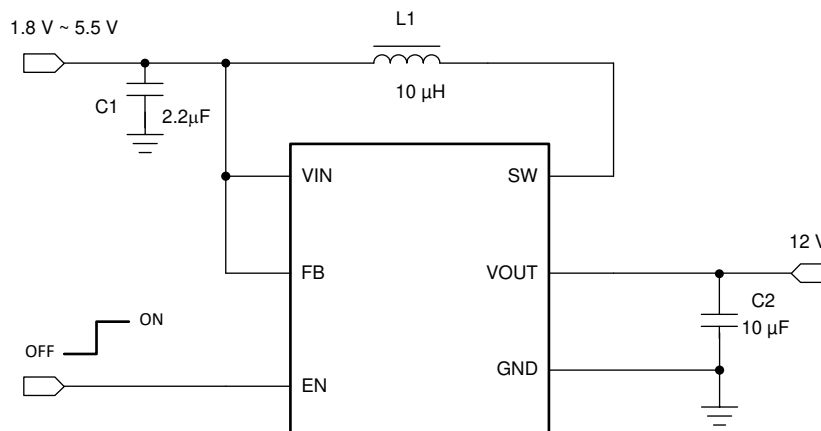 1.8 V ~ 5.5 V
L1
C1
2.2μF
10 µH
VIN
SW
FB
VOUT
12 V
C2
10 µF
OFF
ON
EN
GND